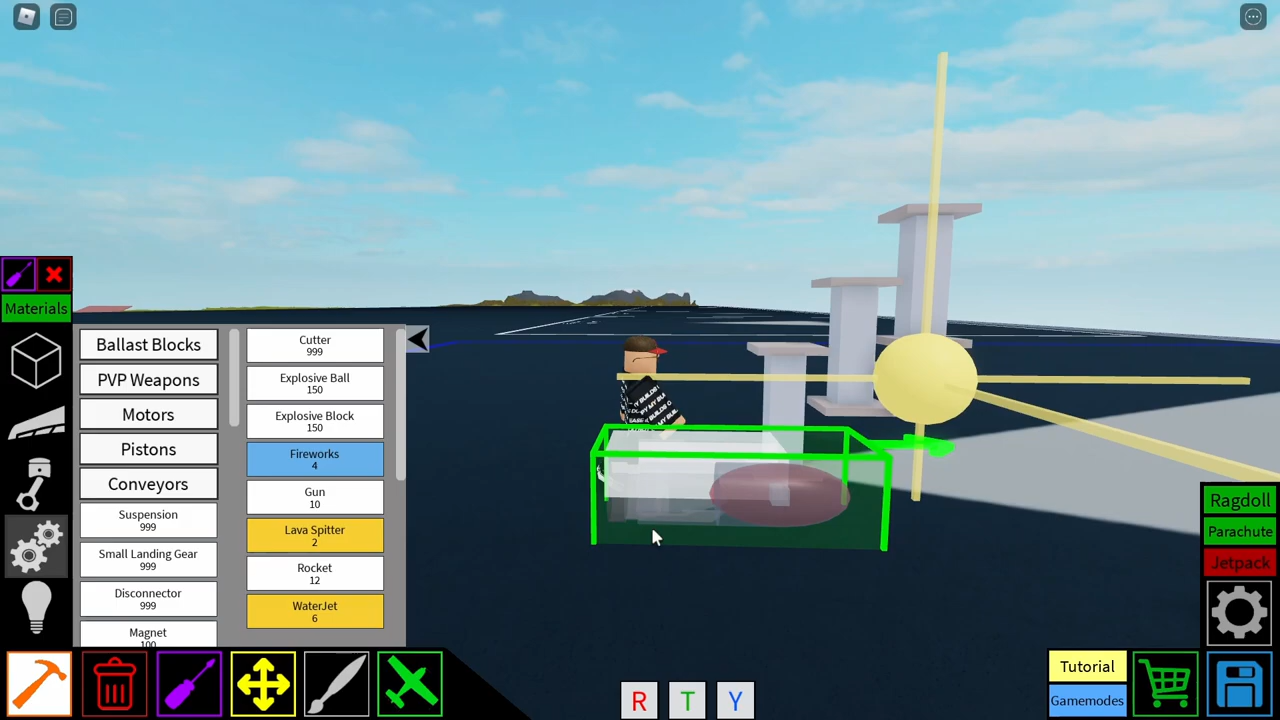 Materials
Ballast Blocks
PVP Weapons
Motors
Pistons
Conveyors
Suspension
999
Small Landing Gear
999
Disconnector
999
Magnet
100
Cutter
999
Explosive Ball
150
Explosive Block
150
Fireworks
4
Gun
10
Lava Spitter
2
Rocket
12
WaterJet
6
Ragdoll
Parachute
Jetpack
Tutorial
Gamemodes
R T Y